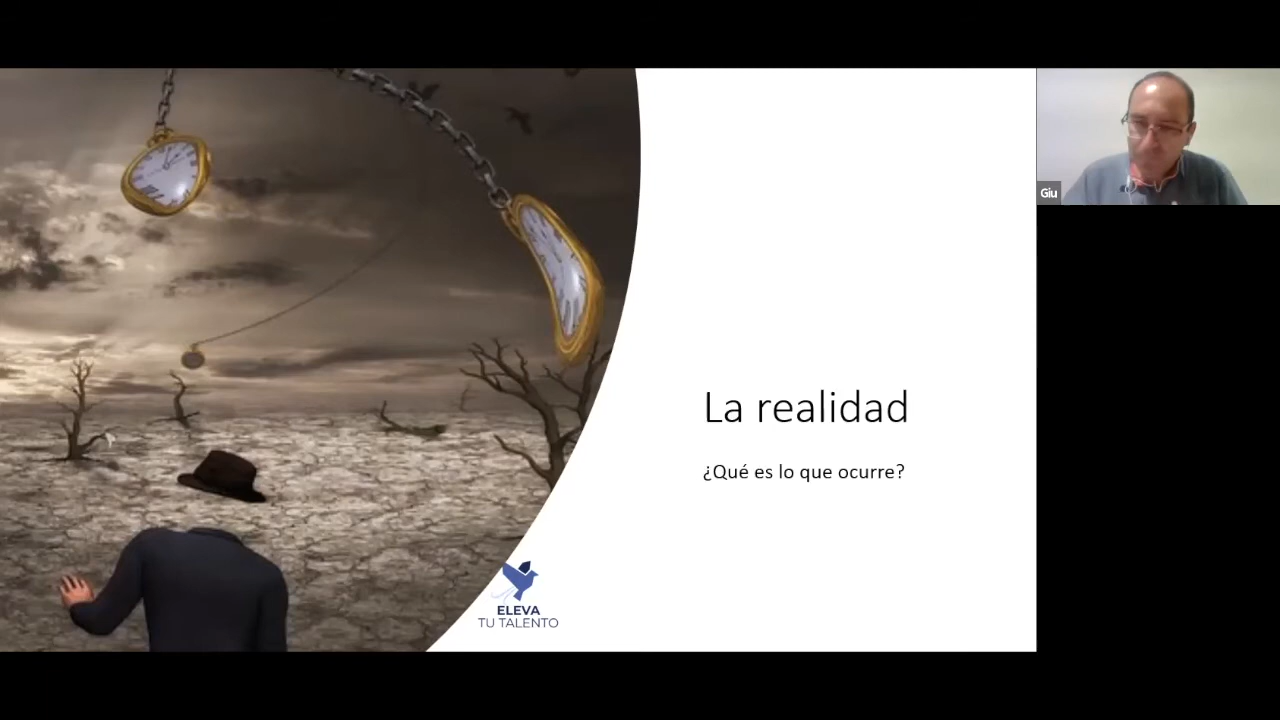 La realidad
¿Qué es lo que ocurre?
ELEVA
TU TALENTO
Giu